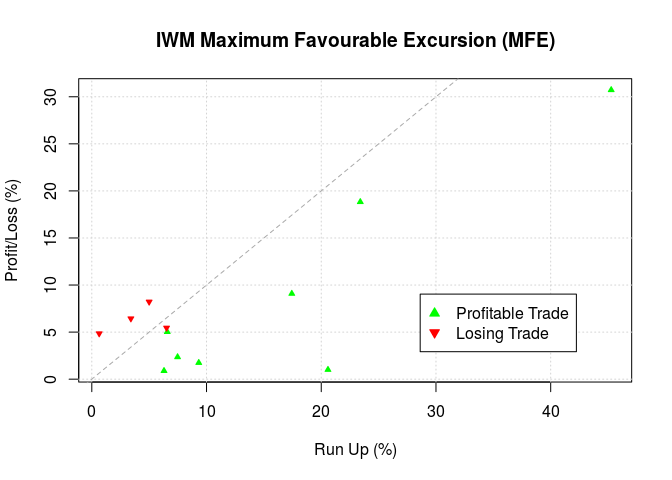 IWM Maximum Favourable Excursion (MFE)
Profit/Loss (%)
30
25
20
15
10
5
0
Profitable Trade
Losing Trade
0 10 20 30 40
Run Up (%)